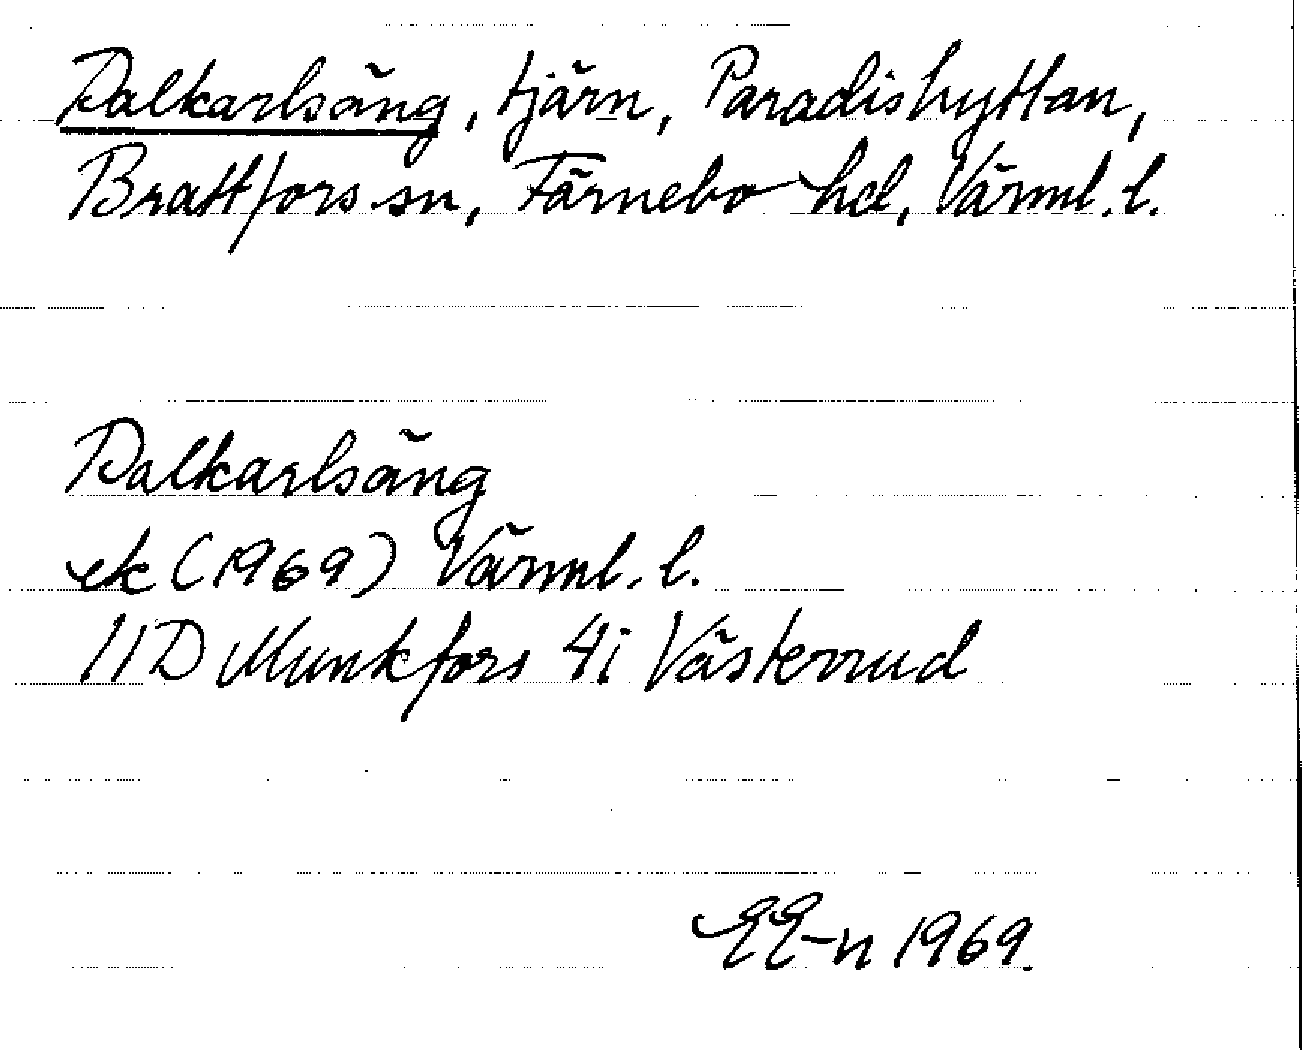 Dalkarlsäng, tjärn, Paradishyttan,
Brattfors sn, Färnebo hd, Värml. l.
Dalkarlsäng
ek (1969) Värml. l.
11D Munkfors 4i Västerrud
1969.